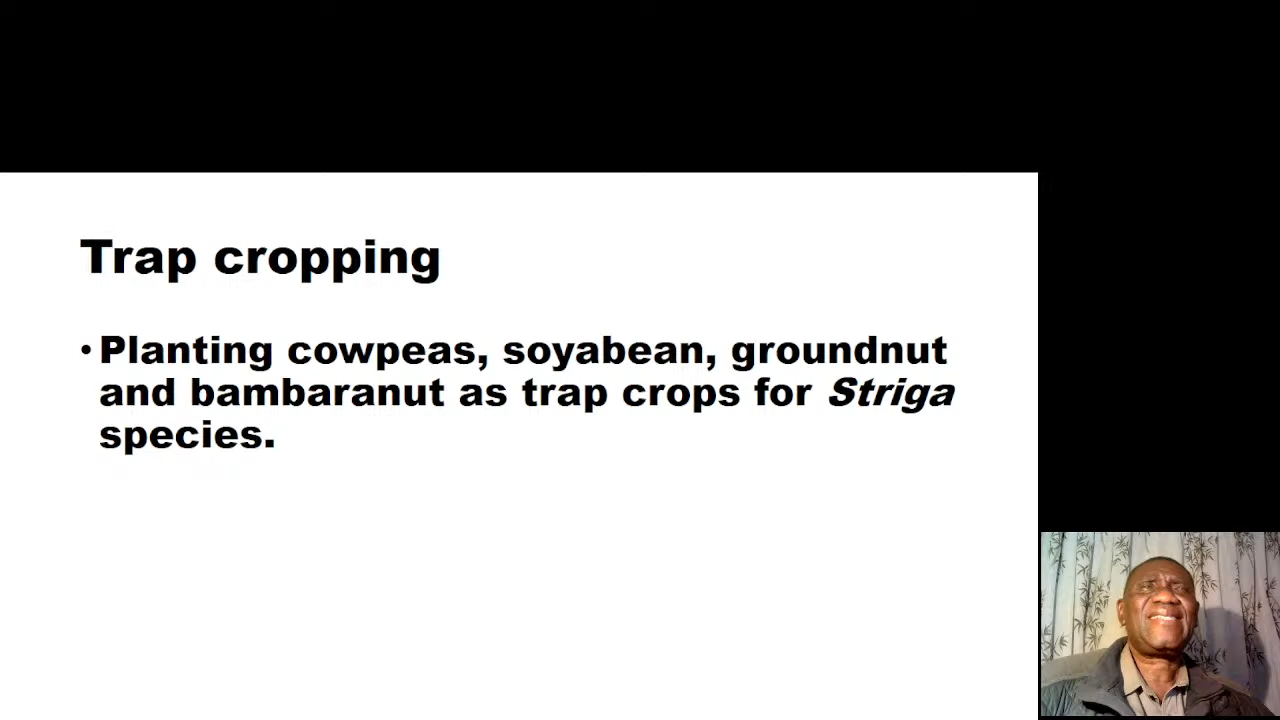 Trap cropping
• Planting cowpeas, soyabean, groundnut
and bambaranut as trap crops for Striga
species.